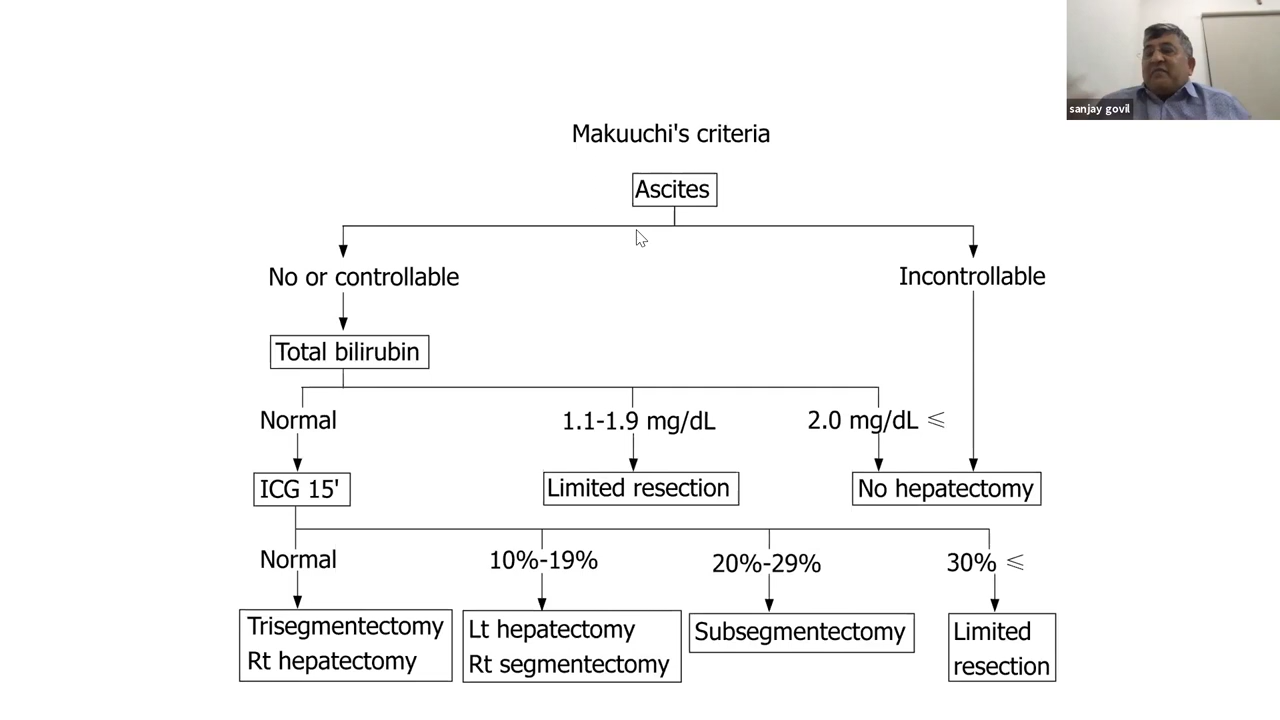 sanjay govil
Makuuchi's criteria
Ascites
No or controllable
Incontrollable
Total bilirubin
Normal
1.1-1.9 mg/dL
2.0 mg/dL ≤
ICG 15'
Limited resection
No hepatectomy
Normal
10%-19%
20%-29%
30% ≤
Trisegmentectomy
Rt hepatectomy
Lt hepatectomy
Rt segmentectomy
Subsegmentectomy
Limited
resection